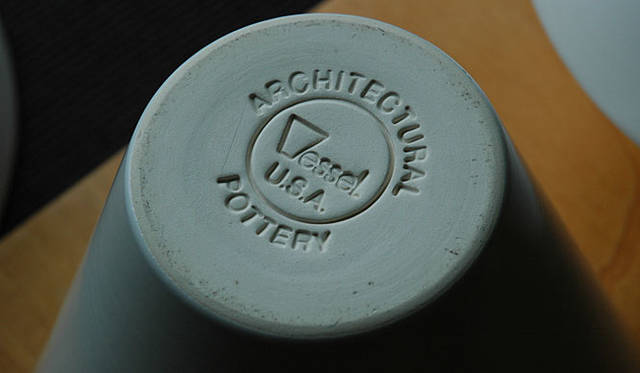 ARCHITECTURAL
Vessel
U.S.A.
POTTERY